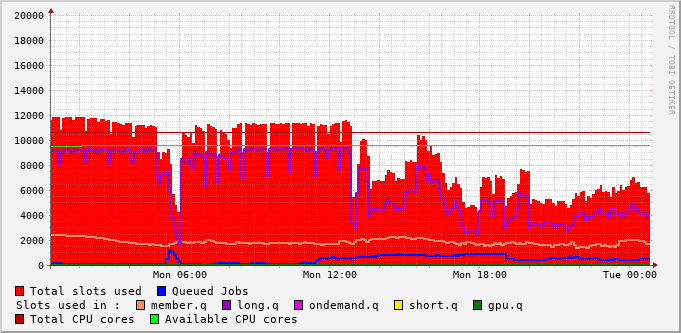 20000
18000
16000
14000
12000
10000
8000
6000
4000
2000
0
Mon 06:00 Mon 12:00 Mon 18:00 Tue 00:00
Total slots used Queued Jobs
Slots used in : member.q long.q ondemand.q short.q gpu.q
Total CPU cores Available CPU cores
RRDTOOL / TOBI OETIKER